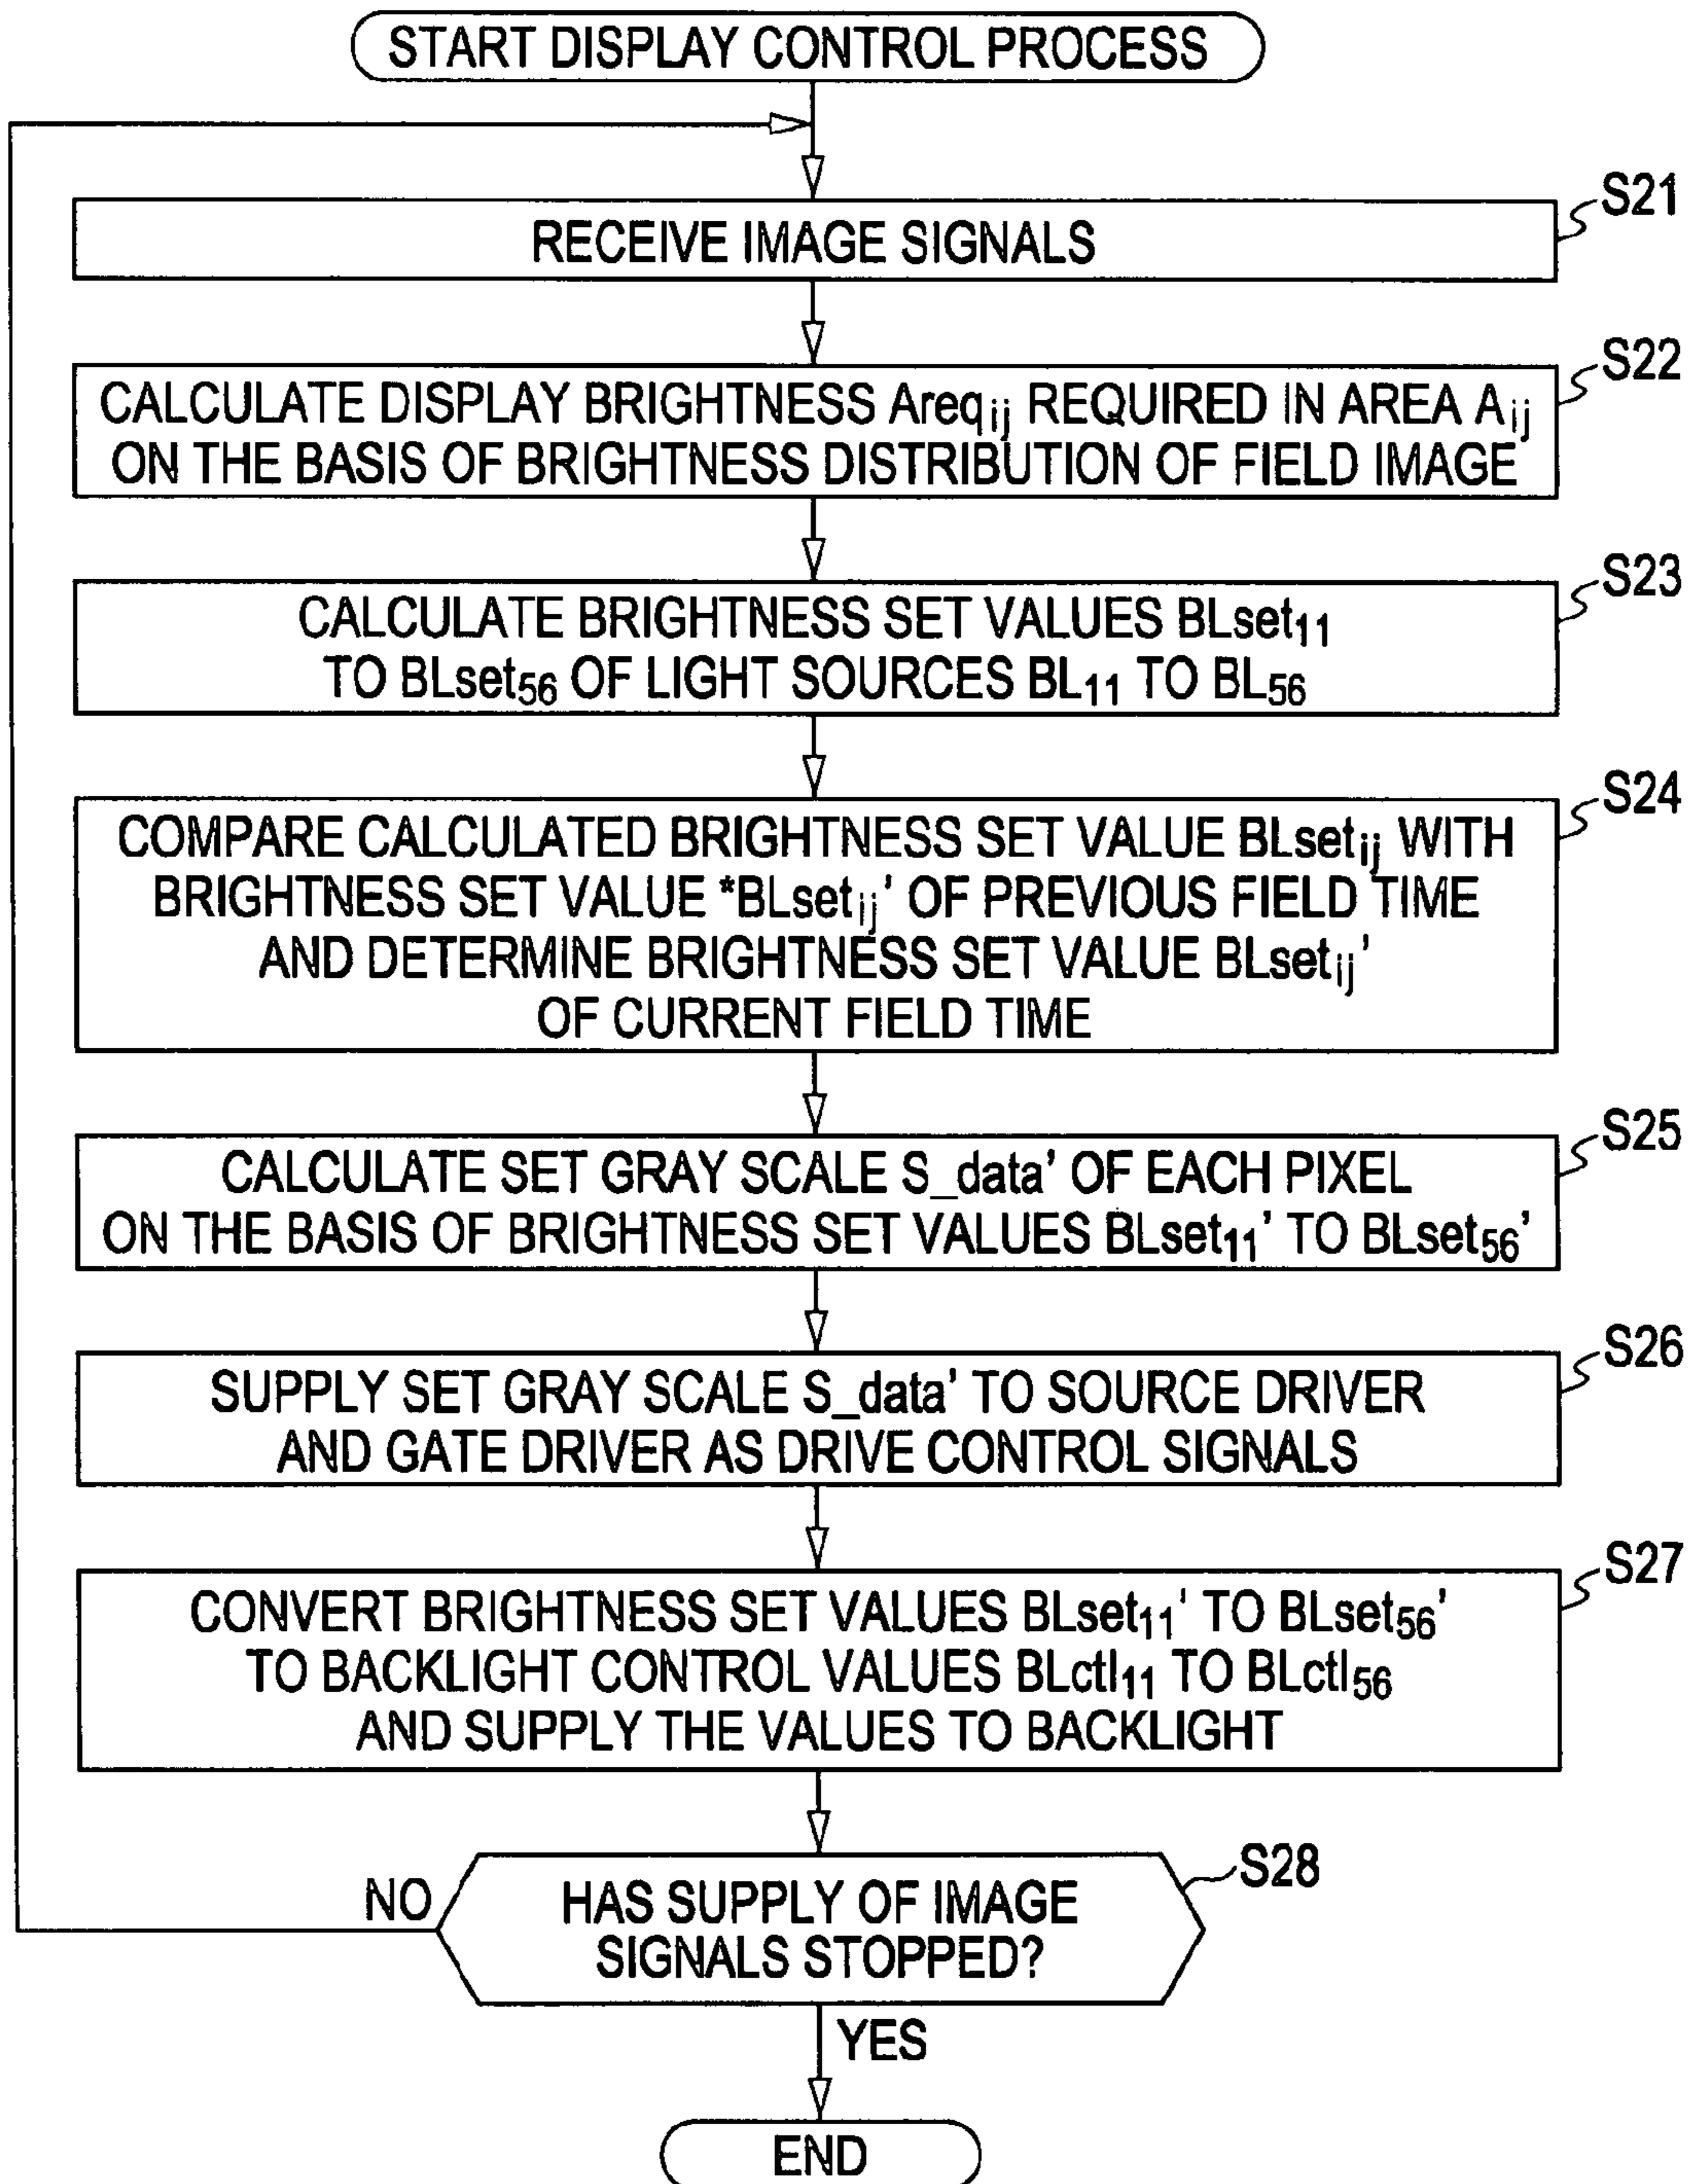 START DISPLAY CONTROL PROCESS
S21
RECEIVE IMAGE SIGNALS
S22
CALCULATE DISPLAY BRIGHTNESS Areqij REQUIRED IN AREA Aij
ON THE BASIS OF BRIGHTNESS DISTRIBUTION OF FIELD IMAGE
S23
CALCULATE BRIGHTNESS SET VALUES BLset11
TO BLset56 OF LIGHT SOURCES BL11 TO BL56
S24
COMPARE CALCULATED BRIGHTNESS SET VALUE BLsetij WITH
BRIGHTNESS SET VALUE *BLsetij' OF PREVIOUS FIELD TIME
AND DETERMINE BRIGHTNESS SET VALUE BLsetij'
OF CURRENT FIELD TIME
S25
CALCULATE SET GRAY SCALE S_data' OF EACH PIXEL
ON THE BASIS OF BRIGHTNESS SET VALUES BLset11' TO BLset56'
S26
SUPPLY SET GRAY SCALE S_data' TO SOURCE DRIVER
AND GATE DRIVER AS DRIVE CONTROL SIGNALS
S27
CONVERT BRIGHTNESS SET VALUES BLset11' TO BLset56'
TO BACKLIGHT CONTROL VALUES BLctl11 TO BLctl56
AND SUPPLY THE VALUES TO BACKLIGHT
S28
NO
HAS SUPPLY OF IMAGE
SIGNALS STOPPED?
YES
END